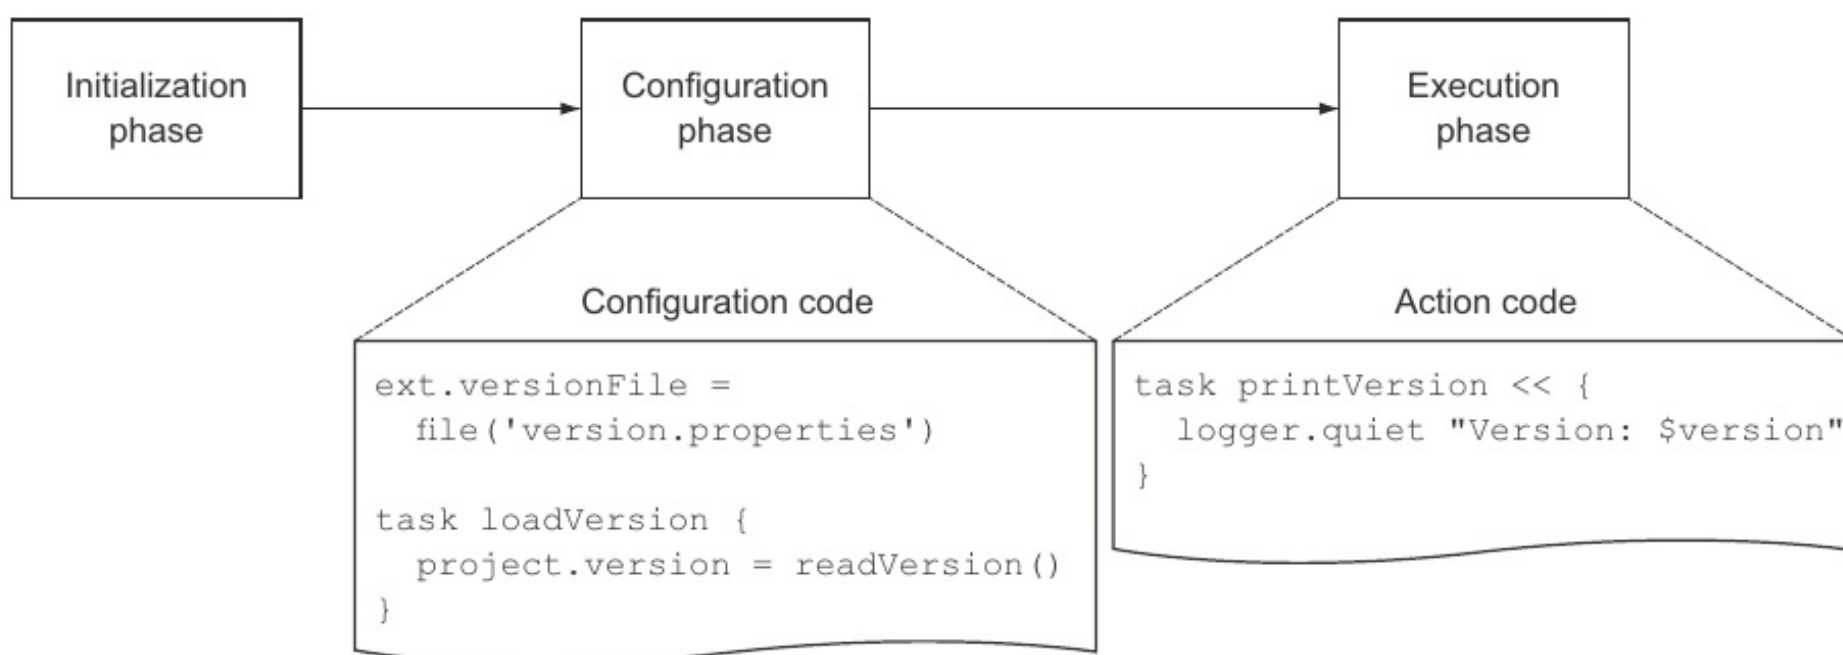 Initialization
phase
Configuration
phase
Execution
phase
Configuration code
ext.versionFile =
  file('version.properties')
task loadVersion {
  project.version = readVersion()
}
Action code
task printVersion << {
  logger.quiet "Version: $version"
}